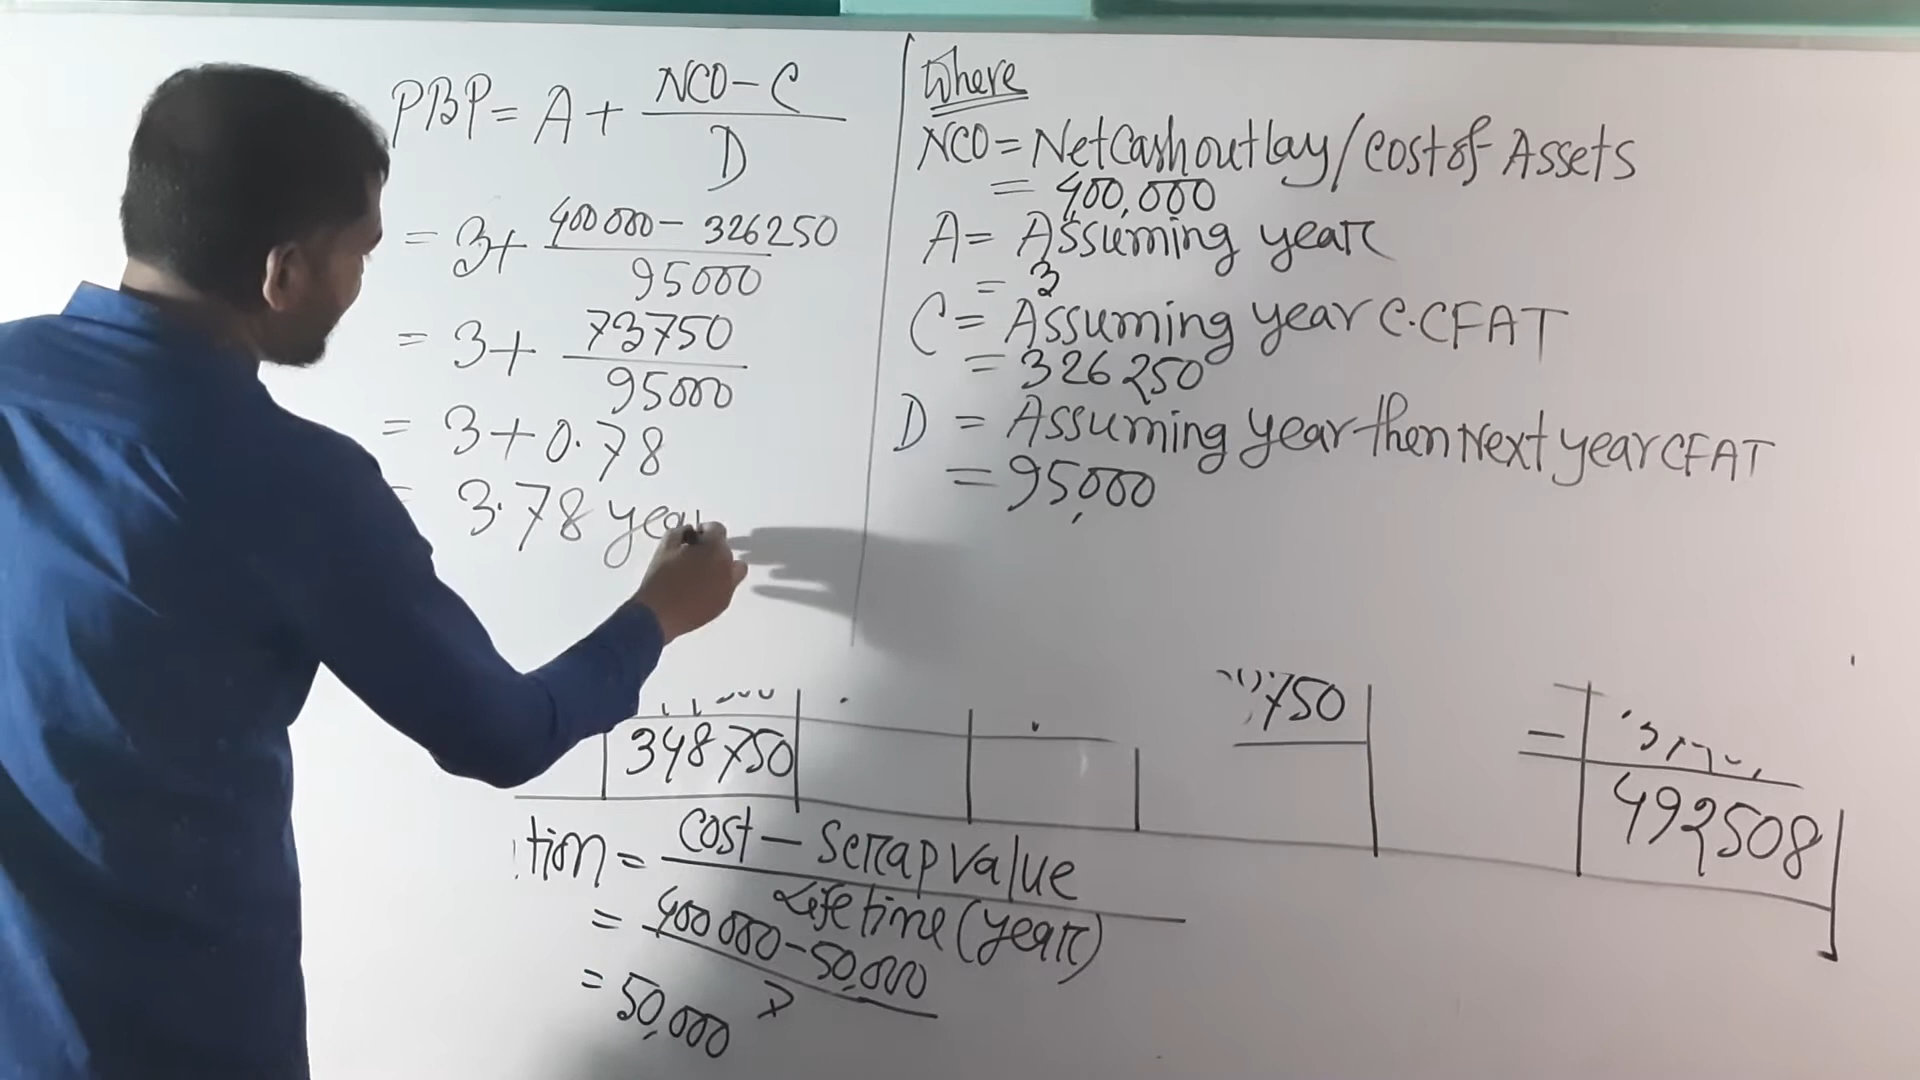 PBP = A + NCO - C / D
= 3 + 400000 - 326250 / 95000
= 3 + 73750 / 95000
= 3 + 0.78
= 3.78 year
Where
NCO = Net Cash out lay / Cost of Assets
= 400,000
A = Assuming year
= 3
C = Assuming year C.CFAT
= 326250
D = Assuming year then Next year CFAT
= 95,000
348750
750
=
492508
tion = Cost - Scrap value / Life time (year)
= 400000 - 50,000 / 7
= 50,000